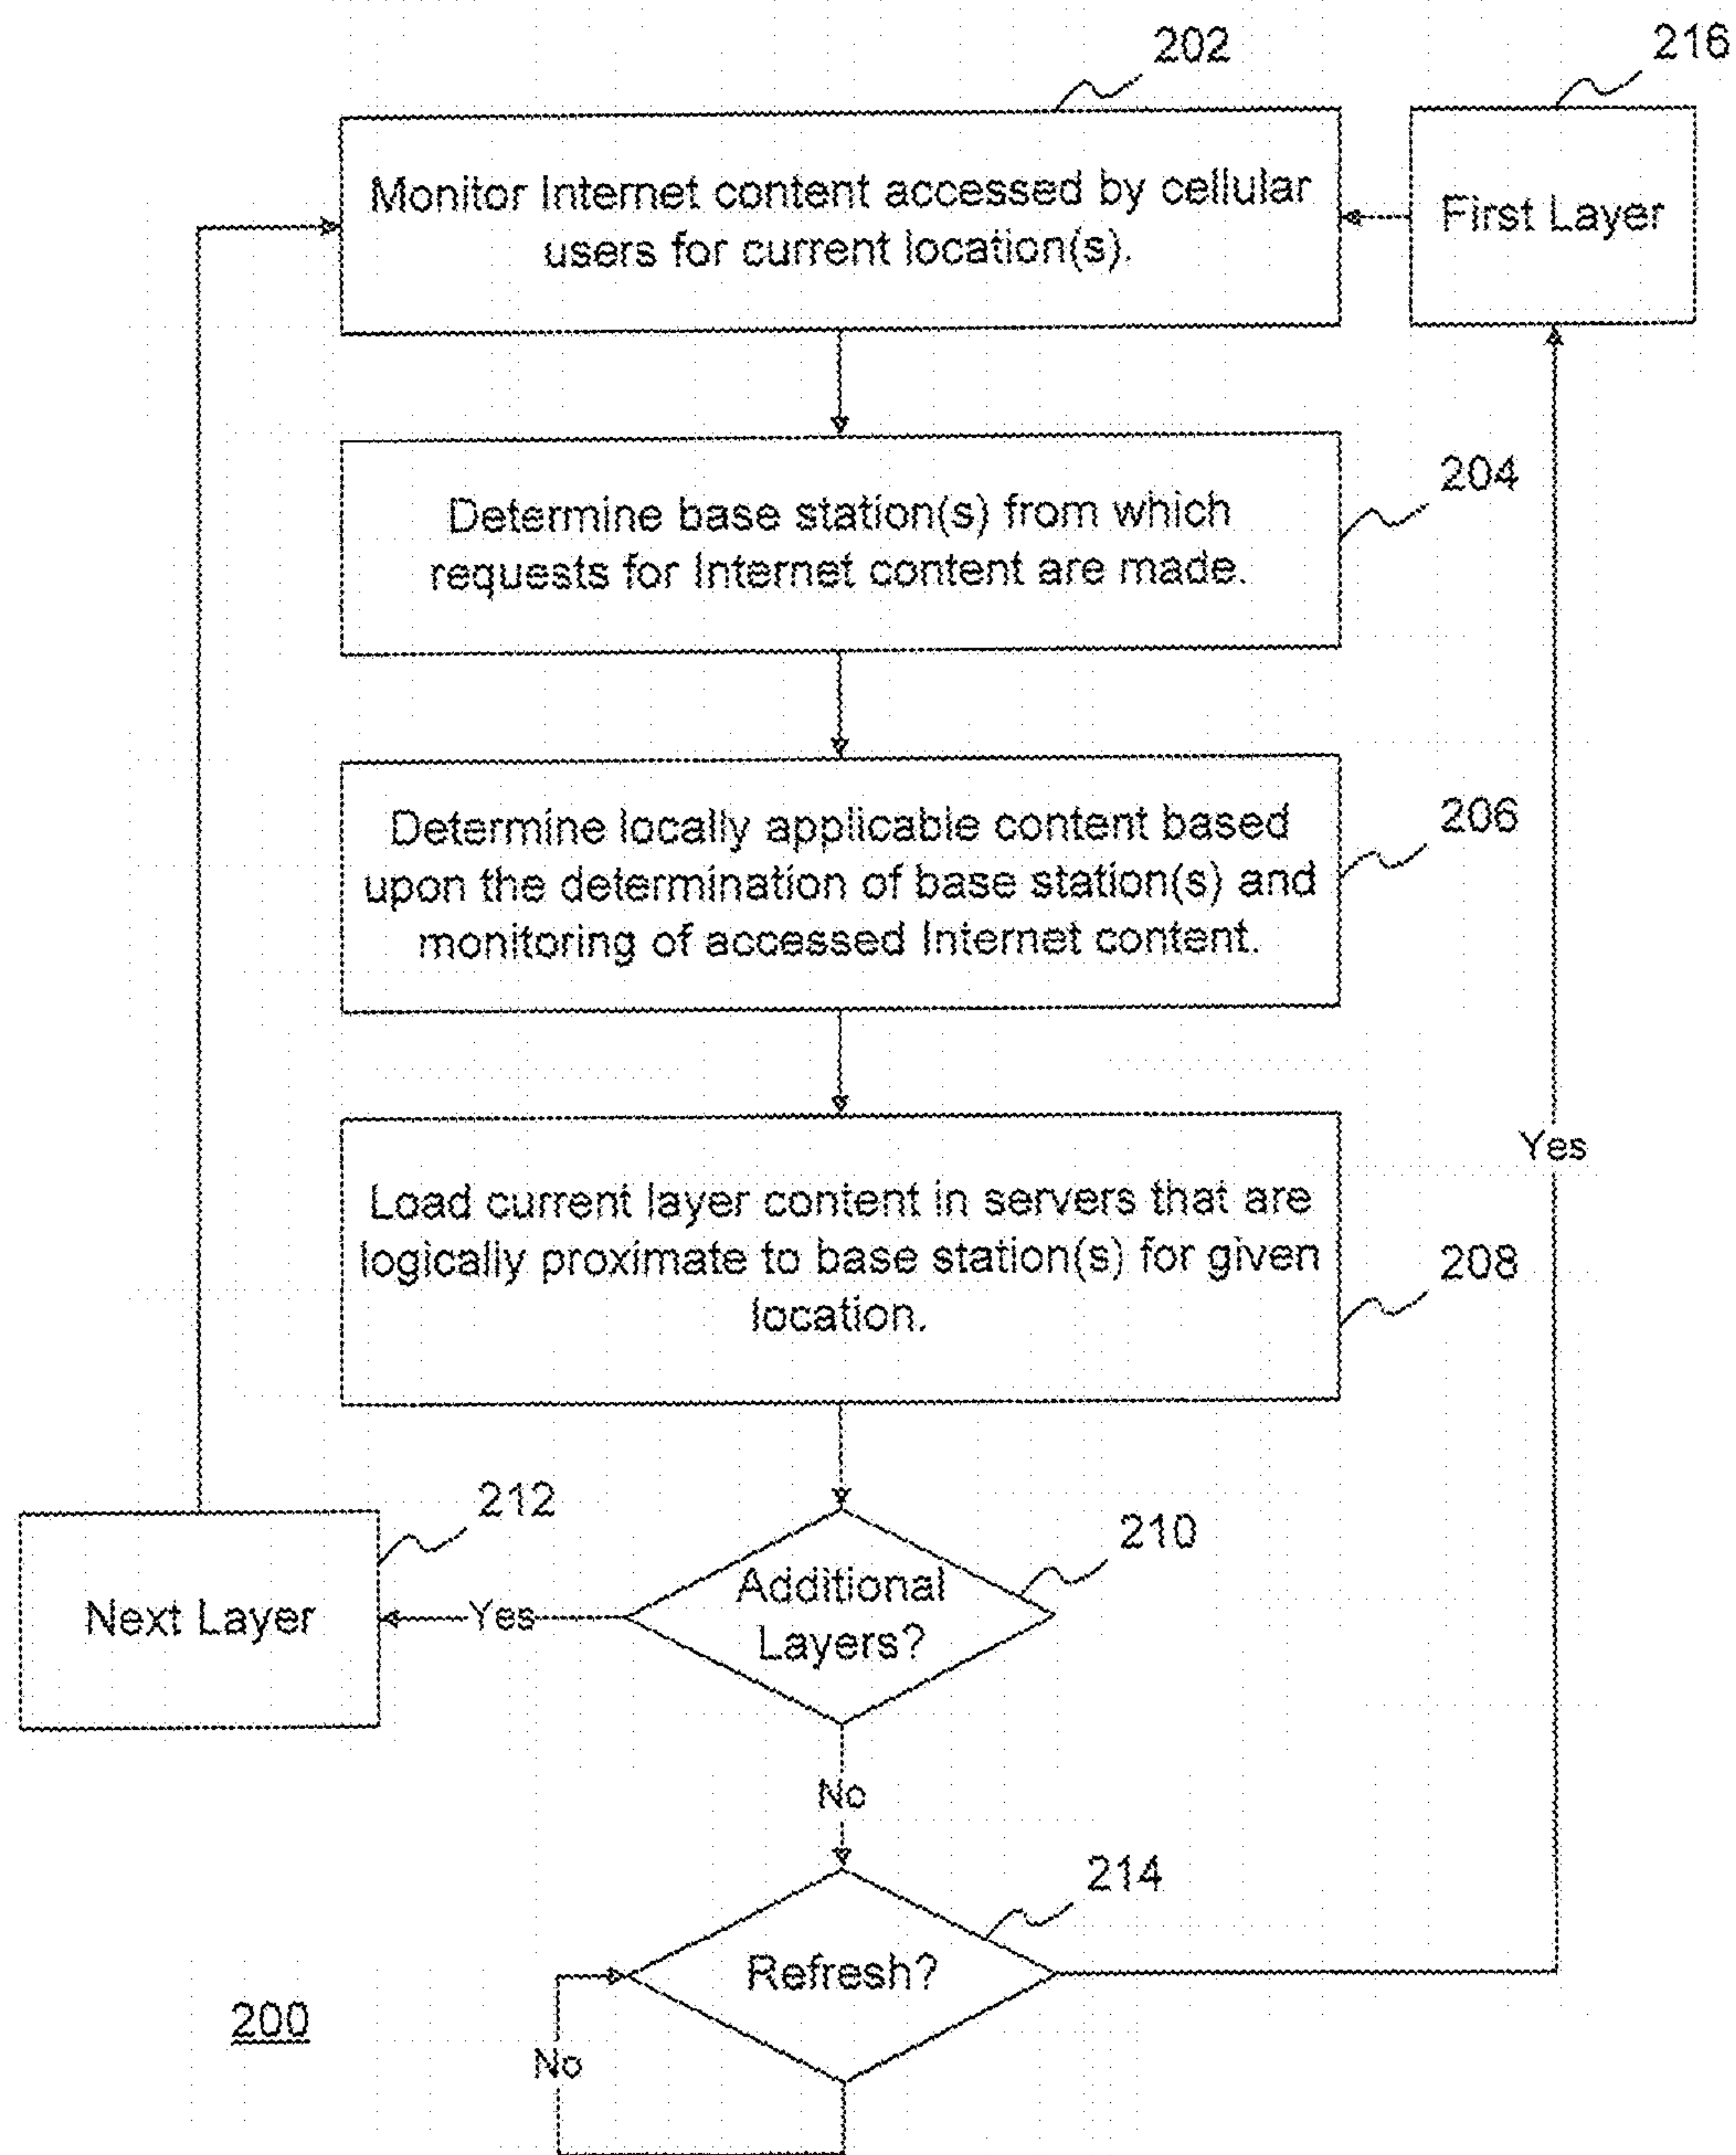 202
216
Monitor Internet content accessed by cellular
users for current location(s).
First Layer
204
Determine base station(s) from which
requests for Internet content are made.
206
Determine locally applicable content based
upon the determination of base station(s) and
monitoring of accessed Internet content.
Yes
Load current layer content in servers that are
logically proximate to base station(s) for given
location.
208
212
210
Next Layer
Yes
Additional
Layers?
No
214
Refresh?
200
No